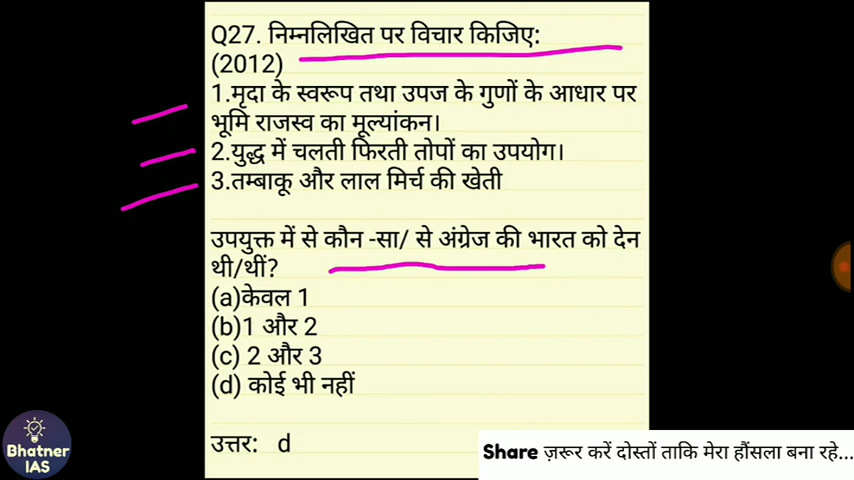 Q27. निम्नलिखित पर विचार किजिए:
(2012)
1.मृदा के स्वरूप तथा उपज के गुणों के आधार पर
भूमि राजस्व का मूल्यांकन।
2.युद्ध में चलती फिरती तोपों का उपयोग।
3.तम्बाकू और लाल मिर्च की खेती
उपयुक्त में से कौन -सा/ से अंग्रेज की भारत को देन
थी/थीं?
(a)केवल 1
(b)1 और 2
(c) 2 और 3
(d) कोई भी नहीं
उत्तर: d
Bhatner
IAS
Share ज़रूर करें दोस्तों ताकि मेरा हौंसला बना रहे...